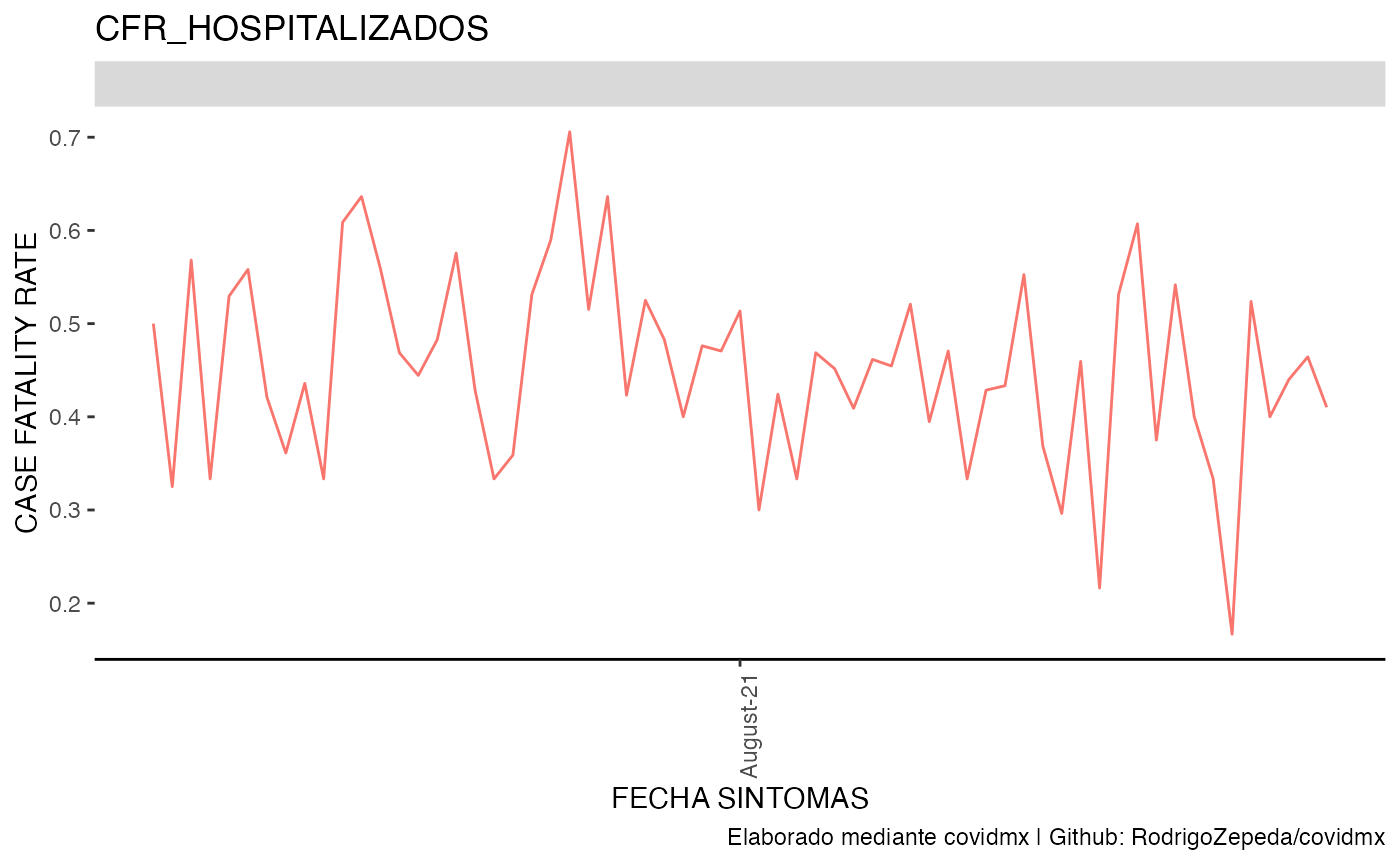 CFR_HOSPITALIZADOS
CASE FATALITY RATE
0.7
0.6
0.5
0.4
0.3
0.2
August-21
FECHA SINTOMAS
Elaborado mediante covidmx | Github: RodrigoZepeda/covidmx